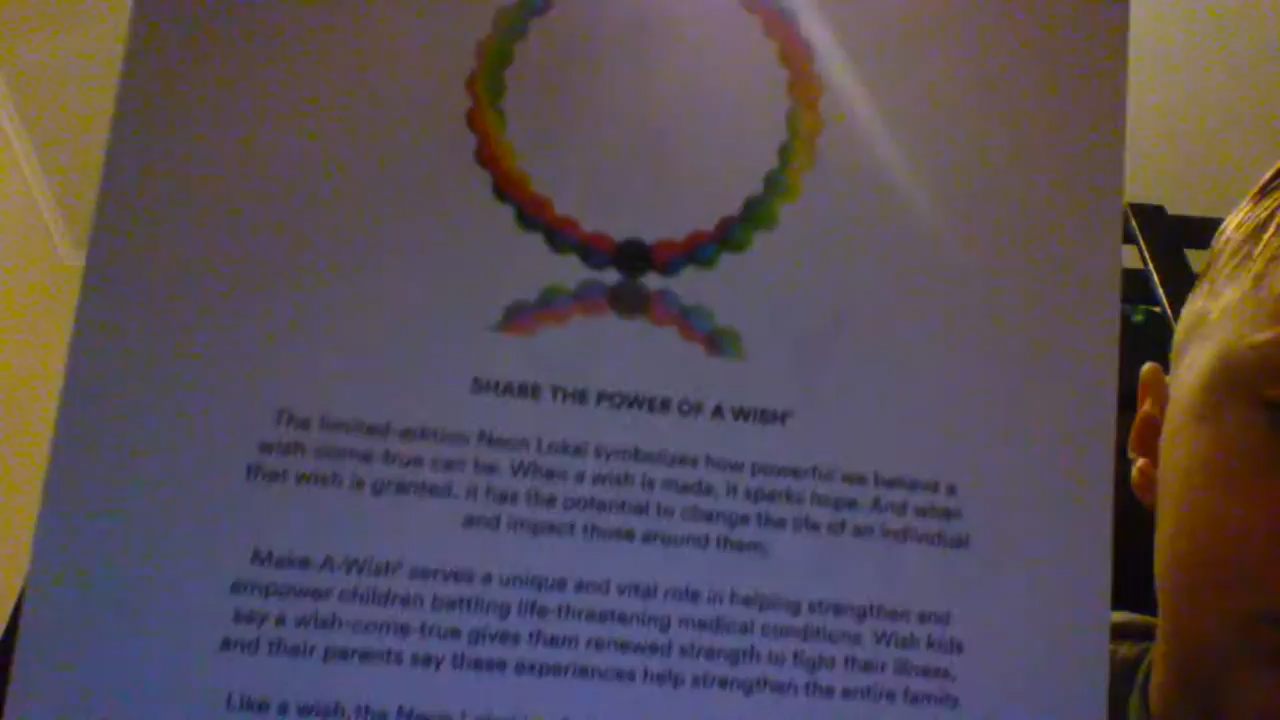 SHARE THE POWER OF A WISH®
The limited-edition Neon Lokai symbolizes how powerful we believe a
wish-come-true can be. When a wish is made, it sparks hope. And when
that wish is granted, it has the potential to change the life of an individual
and impact those around them.
Make-A-Wish® serves a unique and vital role in helping strengthen and
empower children battling life-threatening medical conditions. Wish kids
say a wish-come-true gives them renewed strength to fight their illness,
and their parents say these experiences help strengthen the entire family.
Like a wish, the Neon